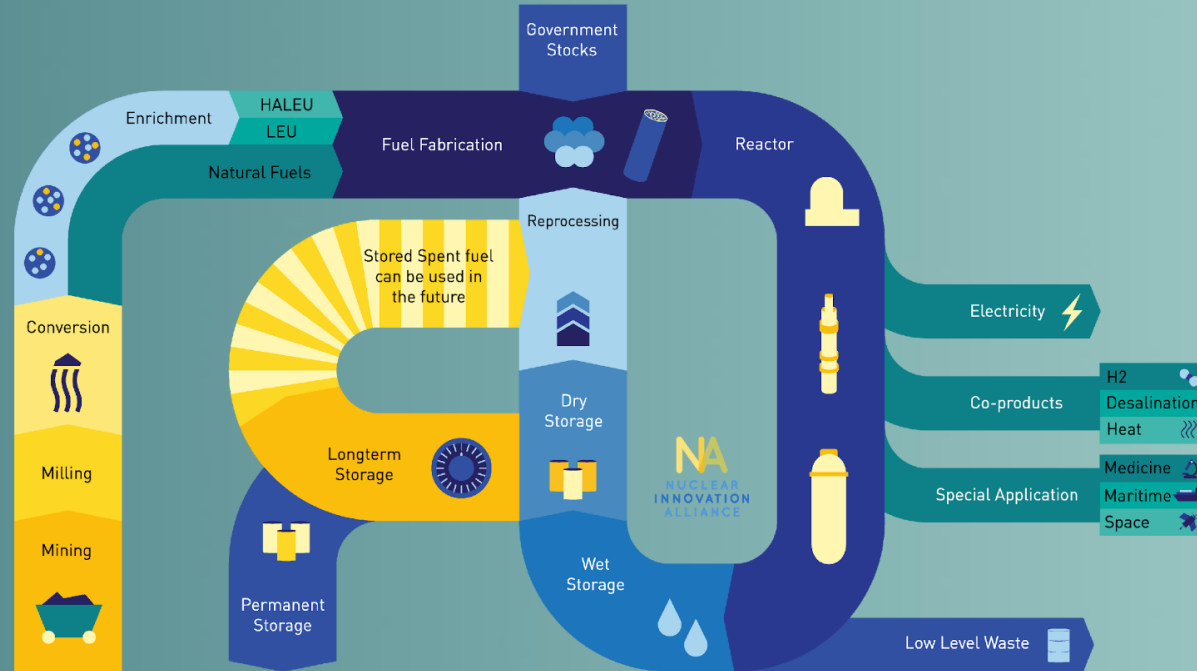 Government
Stocks
Enrichment
HALEU
LEU
Natural Fuels
Fuel Fabrication
Reactor
Reprocessing
Stored Spent fuel
can be used in
the future
Conversion
Milling
Mining
Longterm
Storage
Dry
Storage
Permanent
Storage
Wet
Storage
NA
NUCLEAR
INNOVATION
ALLIANCE
Electricity
Co-products
H2
Desalination
Heat
Special Application
Medicine
Maritime
Space
Low Level Waste